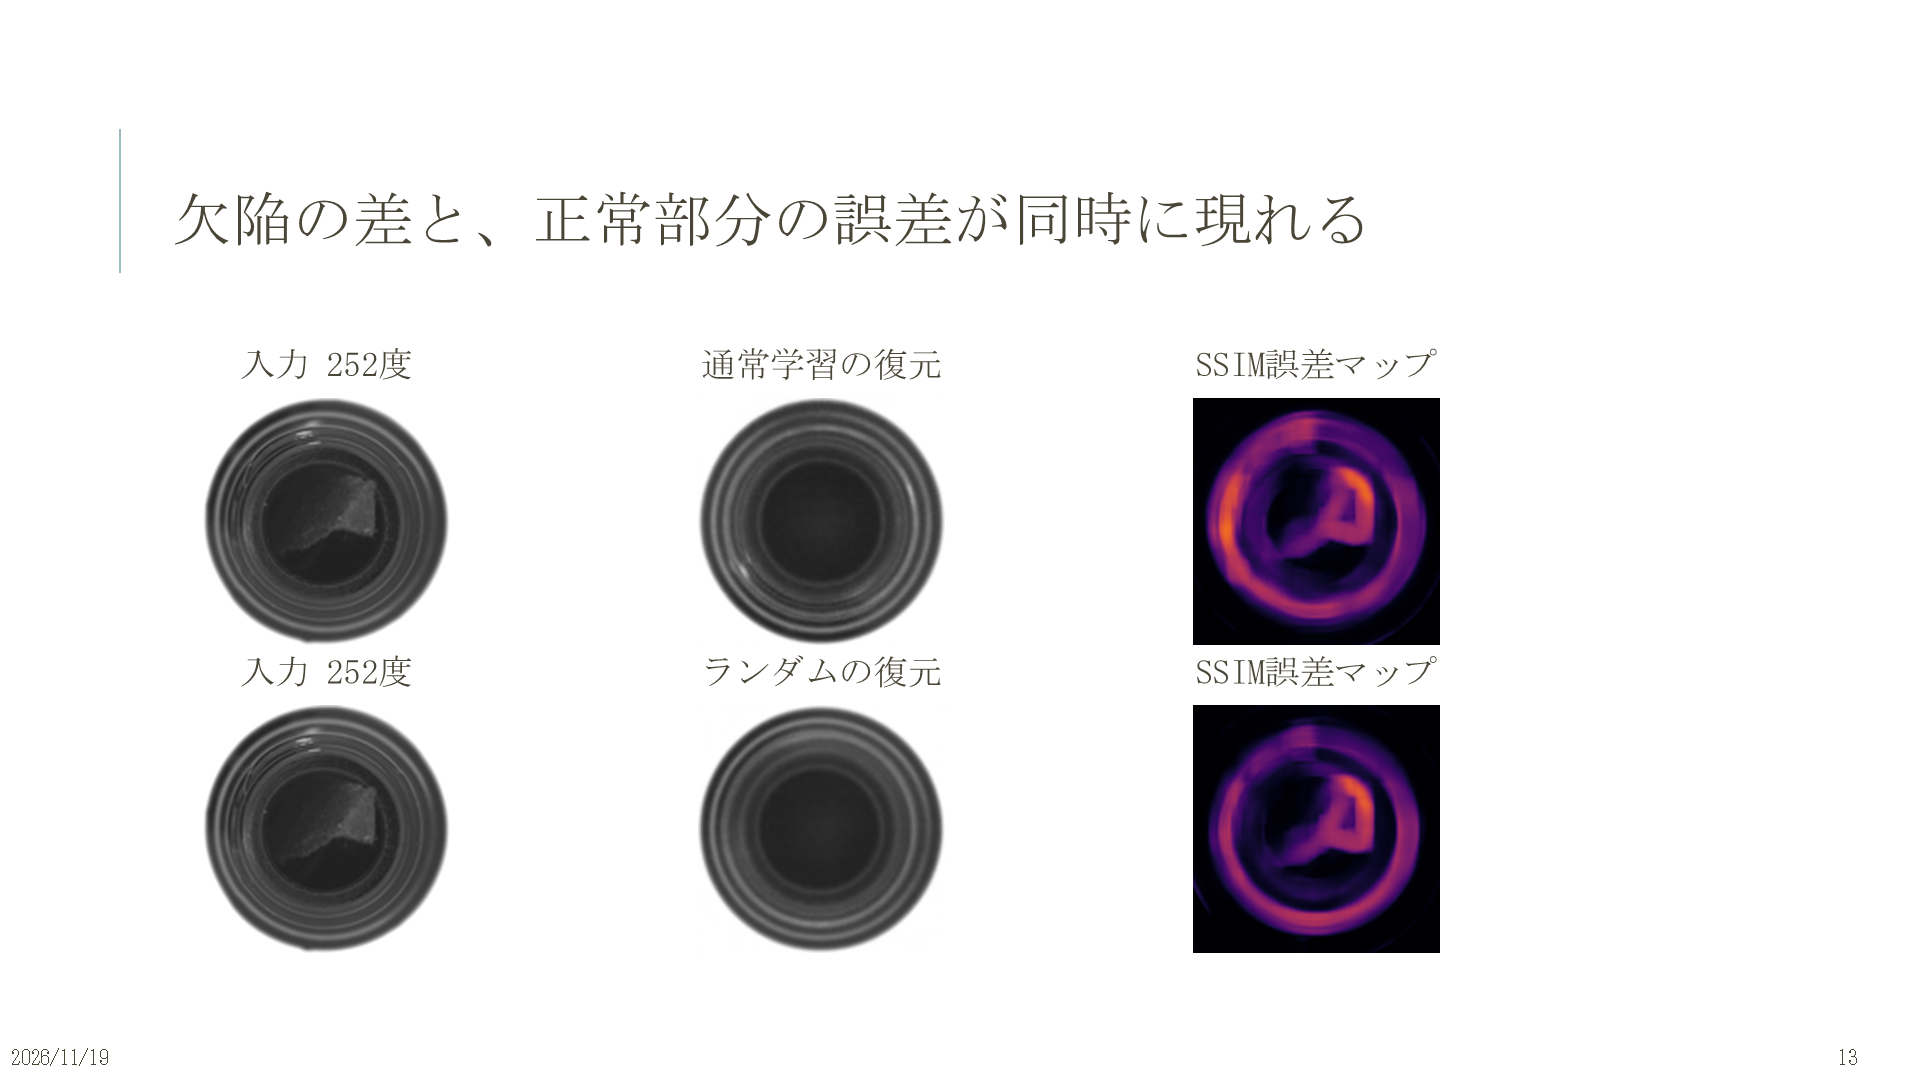 欠陥の差と、正常部分の誤差が同時に現れる
入力 252度
通常学習の復元
SSIM誤差マップ
入力 252度
ランダムの復元
SSIM誤差マップ
2026/11/19
13